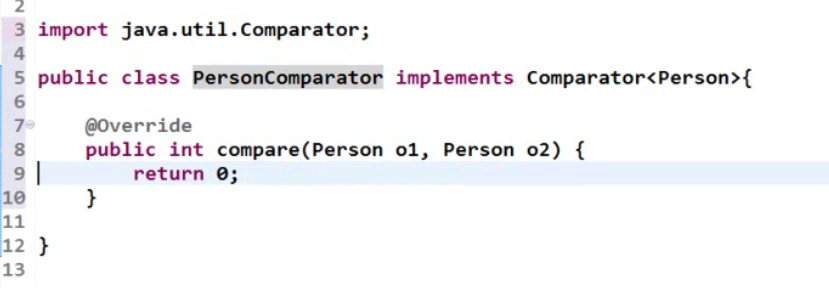 2
3 import java.util.Comparator;
4
5 public class PersonComparator implements Comparator<Person>{
6
7 @Override
8 public int compare(Person o1, Person o2) {
9 return 0;
10 }
11
12 }
13